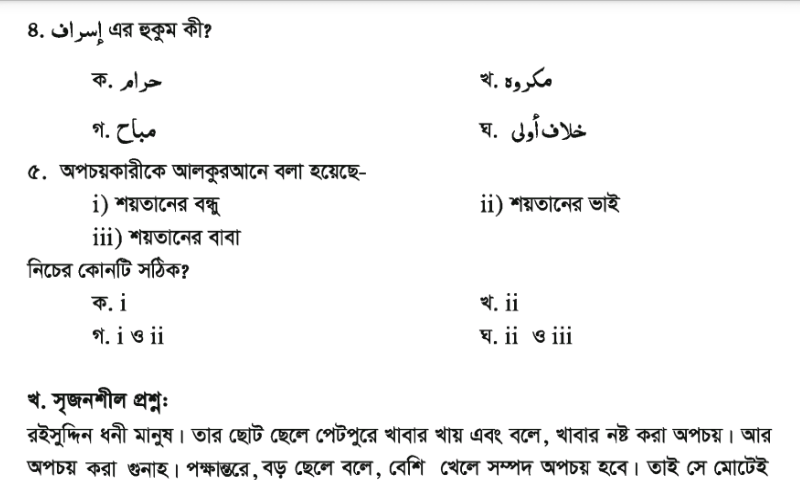 ৪. إسراف এর হুকুম কী?
ক. حرام খ. مكروه
গ. مباح ঘ. خلاف أولى
৫. অপচয়কারীকে আলকুরআনে বলা হয়েছে-
i) শয়তানের বন্ধু ii) শয়তানের ভাই
iii) শয়তানের বাবা
নিচের কোনটি সঠিক?
ক. i খ. ii
গ. i ও ii ঘ. ii ও iii
খ. সৃজনশীল প্রশ্ন:
রইসুদ্দিন ধনী মানুষ। তার ছোট ছেলে পেটপুরে খাবার খায় এবং বলে, খাবার নষ্ট করা অপচয়। আর
অপচয় করা গুনাহ। পক্ষান্তরে, বড় ছেলে বলে, বেশি খেলে সম্পদ অপচয় হবে। তাই সে মোটেই